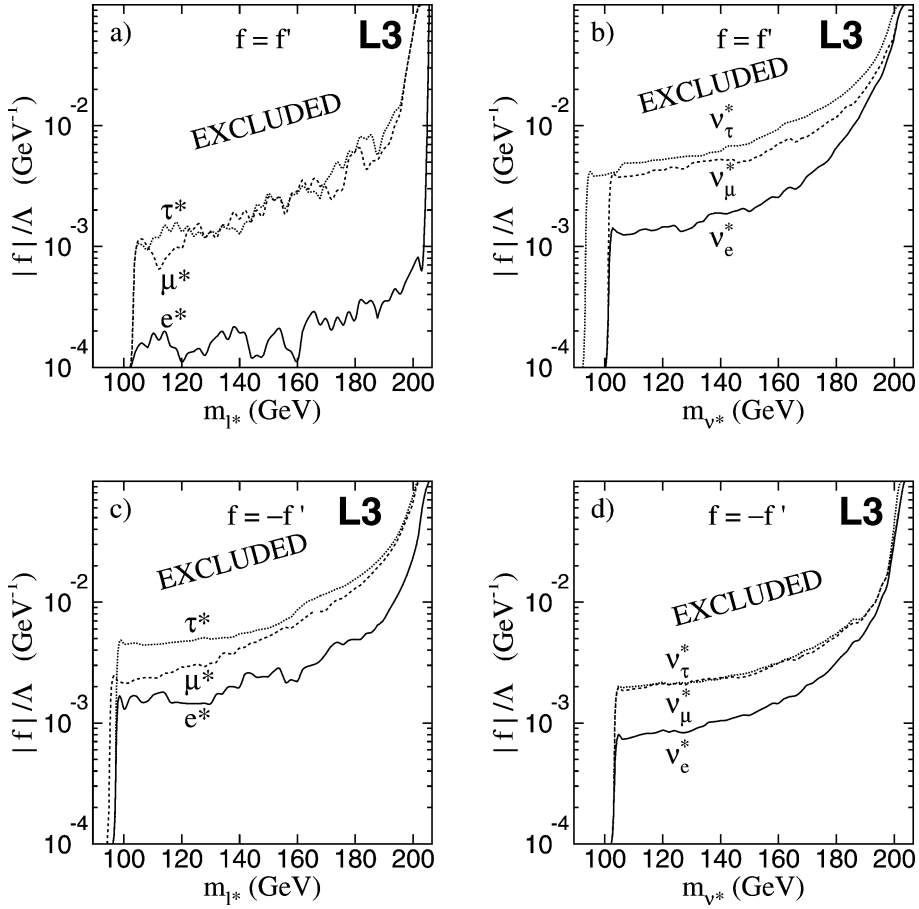 a) f = f' L3
EXCLUDED
τ*
μ*
e*
|f|/Λ (GeV⁻¹)
10⁻²
10⁻³
10⁻⁴
100 120 140 160 180 200
m_l* (GeV)
b) f = f' L3
EXCLUDED
ν*_τ
ν*_μ
ν*_e
|f|/Λ (GeV⁻¹)
10⁻²
10⁻³
10⁻⁴
100 120 140 160 180 200
m_ν* (GeV)
c) f = –f' L3
EXCLUDED
τ*
μ*
e*
|f|/Λ (GeV⁻¹)
10⁻²
10⁻³
10⁻⁴
100 120 140 160 180 200
m_l* (GeV)
d) f = –f' L3
EXCLUDED
ν*_τ
ν*_μ
ν*_e
|f|/Λ (GeV⁻¹)
10⁻²
10⁻³
10⁻⁴
100 120 140 160 180 200
m_ν* (GeV)